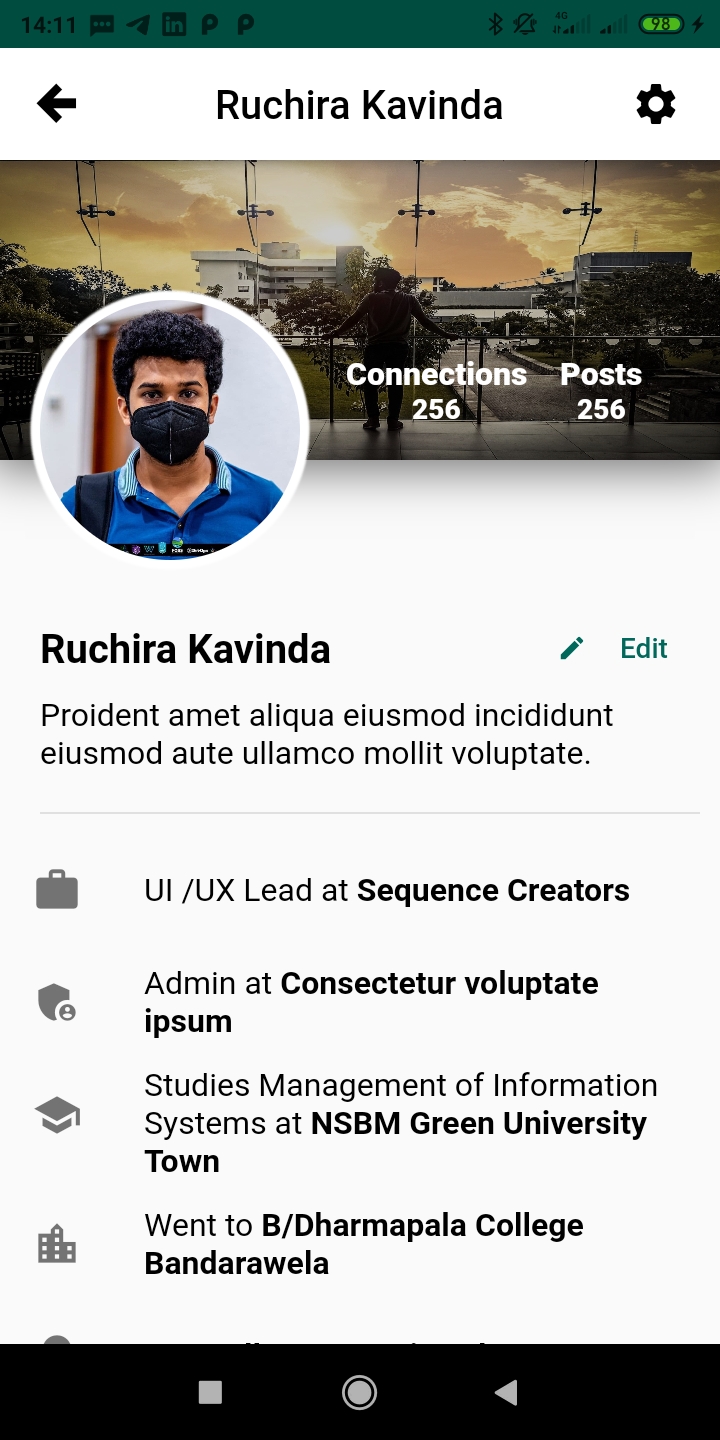 14:11
4G
98
Ruchira Kavinda
Connections Posts
256 256
Ruchira Kavinda
Edit
Proident amet aliqua eiusmod incididunt
eiusmod aute ullamco mollit voluptate.
UI /UX Lead at Sequence Creators
Admin at Consectetur voluptate
ipsum
Studies Management of Information
Systems at NSBM Green University
Town
Went to B/Dharmapala College
Bandarawela